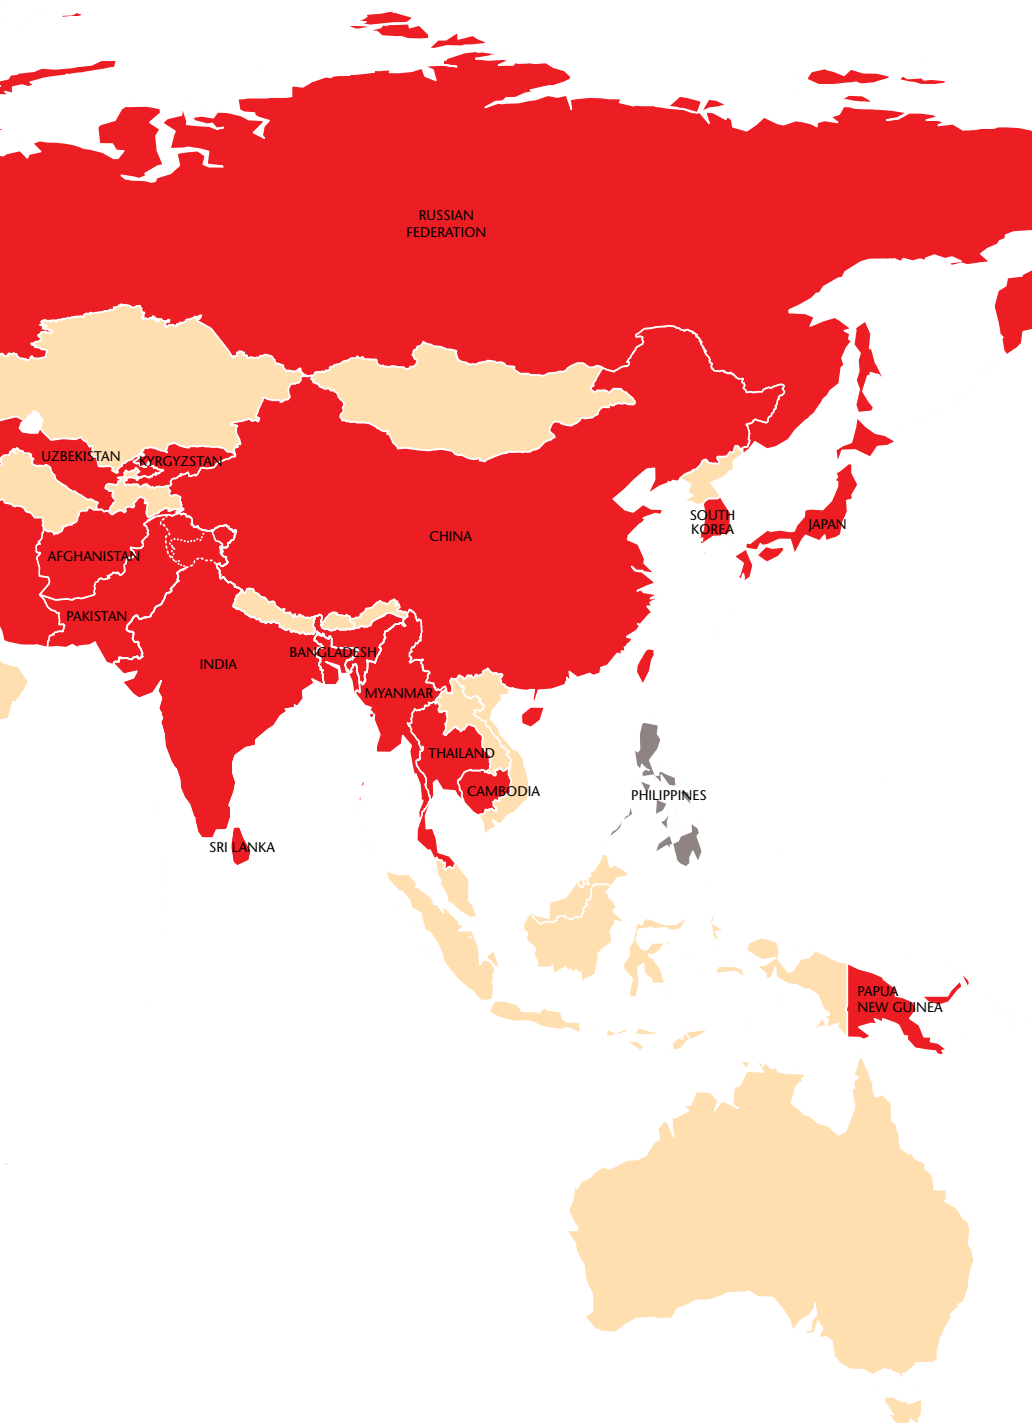 RUSSIAN
FEDERATION
UZBEKISTAN
KYRGYZSTAN
SOUTH
KOREA
JAPAN
CHINA
AFGHANISTAN
PAKISTAN
BANGLADESH
INDIA
MYANMAR
THAILAND
CAMBODIA
PHILIPPINES
SRI LANKA
PAPUA
NEW GUINEA